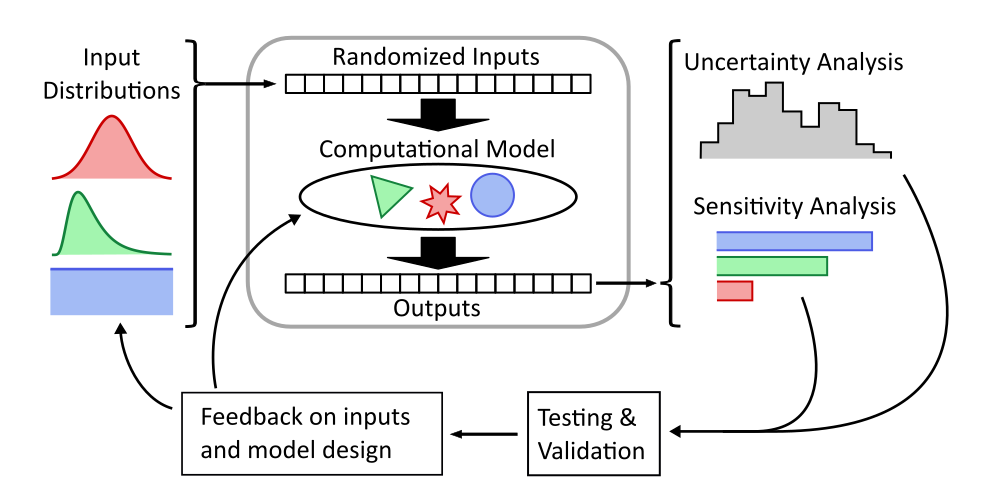 Input
Distributions
Randomized Inputs
Computational Model
Outputs
Uncertainty Analysis
Sensitivity Analysis
Testing &
Validation
Feedback on inputs
and model design